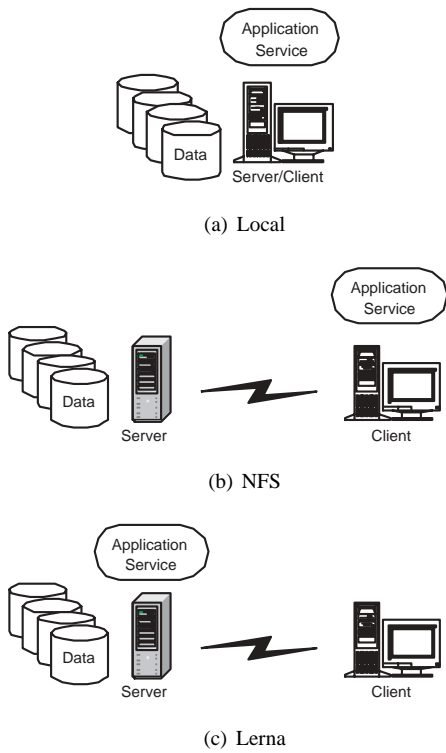 Application
Service
Data
Server/Client
(a) Local
Application
Service
Data
Server
Client
(b) NFS
Application
Service
Data
Server
Client
(c) Lerna